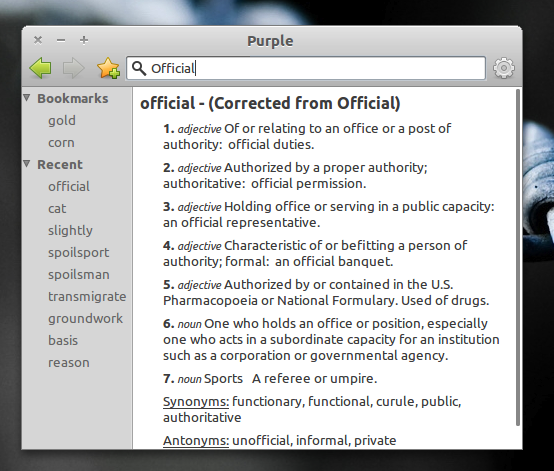 Purple
Official
Bookmarks
gold
corn
Recent
official
cat
slightly
spoilsport
spoilsman
transmigrate
groundwork
basis
reason
official - (Corrected from Official)
1. adjective Of or relating to an office or a post of
authority:  official duties.
2. adjective Authorized by a proper authority;
authoritative:  official permission.
3. adjective Holding office or serving in a public capacity:
an official representative.
4. adjective Characteristic of or befitting a person of
authority; formal:  an official banquet.
5. adjective Authorized by or contained in the U.S.
Pharmacopoeia or National Formulary. Used of drugs.
6. noun One who holds an office or position, especially
one who acts in a subordinate capacity for an institution
such as a corporation or governmental agency.
7. noun Sports   A referee or umpire.
Synonyms: functionary, functional, curule, public,
authoritative
Antonyms: unofficial, informal, private